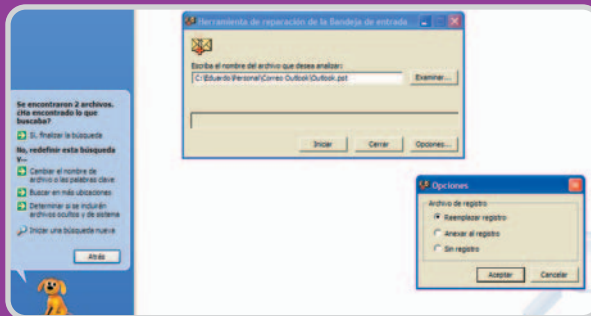 Herramienta de reparación de la Bandeja de entrada
Escriba el nombre del archivo que desea analizar:
C:\Eduardo\Personal\Correo Outlook\Outlook.pst
Examinar...
Iniciar
Cerrar
Opciones...
Se encontraron 2 archivos.
¿Ha encontrado lo que
buscaba?
Sí, finalizar la búsqueda
No, redefinir esta búsqueda
y...
Cambiar el nombre de
archivo o las palabras clave
Buscar en más ubicaciones
Determinar si se incluirán
archivos ocultos y de sistema
Iniciar una búsqueda nueva
Atrás
Opciones
Archivo de registro
Reemplazar registro
Anexar al registro
Sin registro
Aceptar
Cancelar